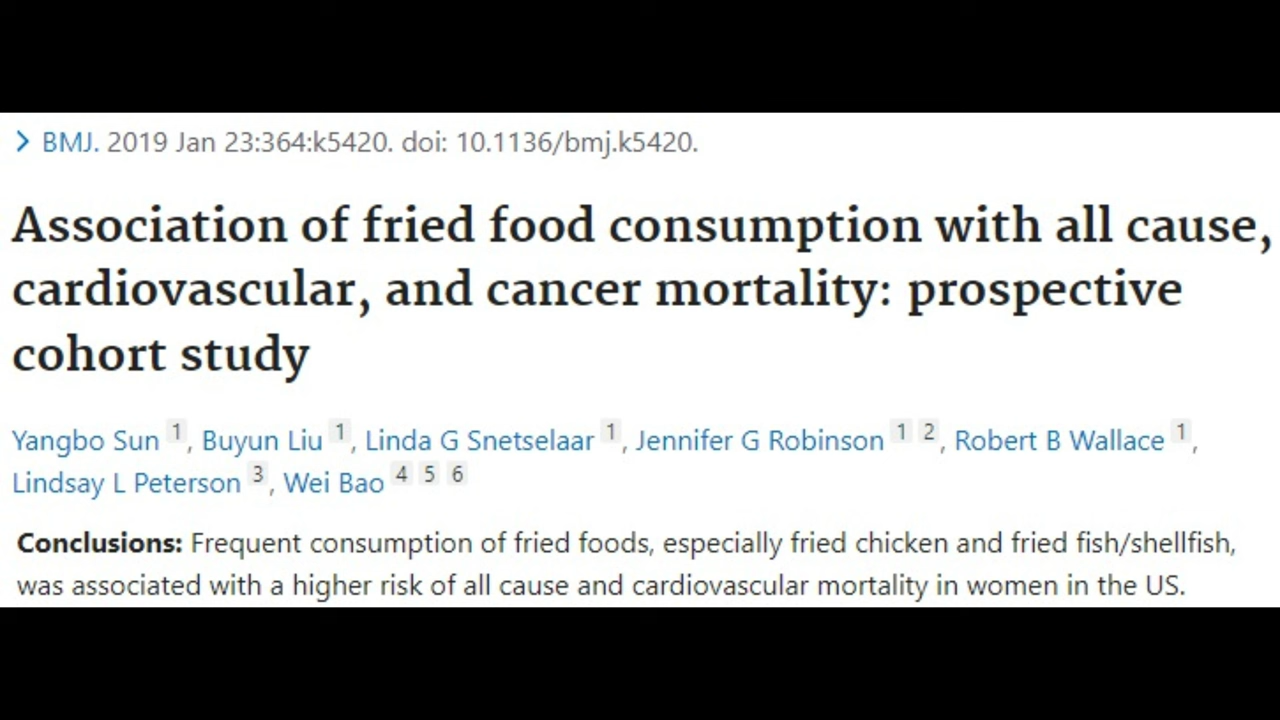 > BMJ. 2019 Jan 23:364:k5420. doi: 10.1136/bmj.k5420.
Association of fried food consumption with all cause,
cardiovascular, and cancer mortality: prospective
cohort study
Yangbo Sun 1, Buyun Liu 1, Linda G Snetselaar 1, Jennifer G Robinson 1 2, Robert B Wallace 1,
Lindsay L Peterson 3, Wei Bao 4 5 6
Conclusions: Frequent consumption of fried foods, especially fried chicken and fried fish/shellfish,
was associated with a higher risk of all cause and cardiovascular mortality in women in the US.